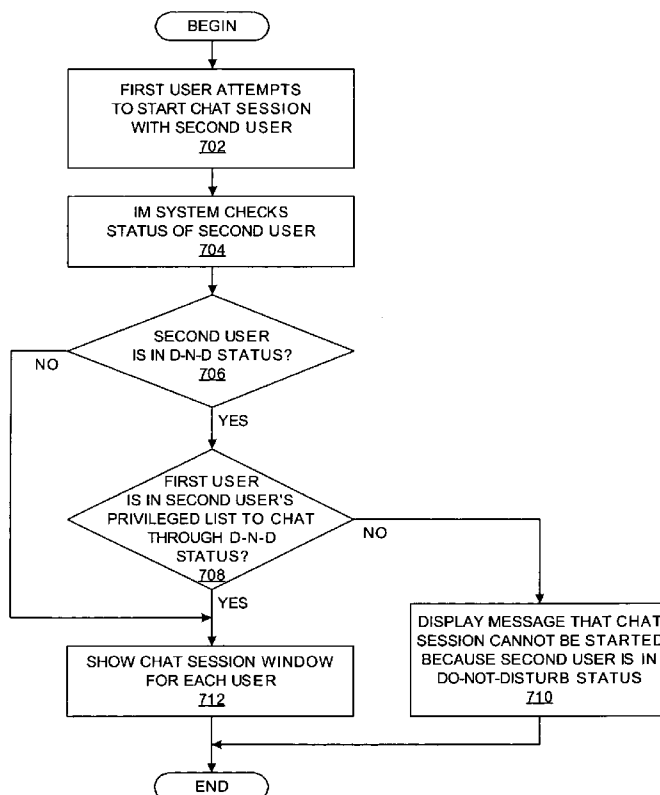 BEGIN
FIRST USER ATTEMPTS
TO START CHAT SESSION
WITH SECOND USER
702
IM SYSTEM CHECKS
STATUS OF SECOND USER
704
SECOND USER
IS IN D-N-D STATUS?
706
NO
YES
FIRST USER
IS IN SECOND USER'S
PRIVILEGED LIST TO CHAT
THROUGH D-N-D
STATUS?
708
NO
YES
DISPLAY MESSAGE THAT CHAT
SESSION CANNOT BE STARTED
BECAUSE SECOND USER IS IN
DO-NOT-DISTURB STATUS
710
SHOW CHAT SESSION WINDOW
FOR EACH USER
712
END